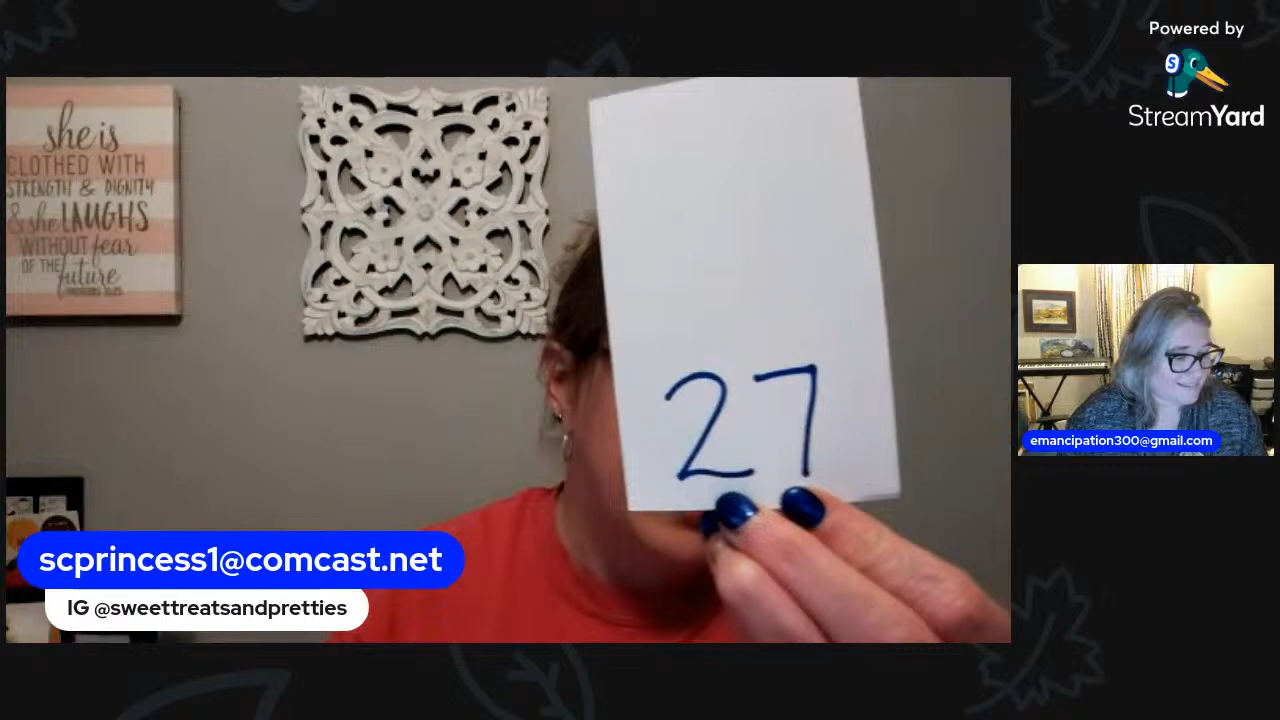 she is
CLOTHED WITH
STRENGTH & DIGNITY
& she LAUGHS
WITHOUT fear
OF THE future
27
scprincess1@comcast.net
IG @sweettreatsandpretties
Powered by
S
StreamYard
emancipation300@gmail.com